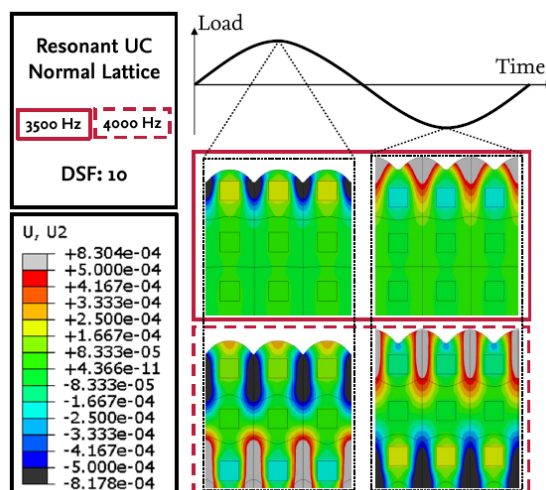 Resonant UC
Normal Lattice
3500 Hz 4000 Hz
DSF: 10
Load
Time
U, U2
+8.304e-04
+5.000e-04
+4.167e-04
+3.333e-04
+2.500e-04
+1.667e-04
+8.333e-05
+4.366e-11
-8.333e-05
-1.667e-04
-2.500e-04
-3.333e-04
-4.167e-04
-5.000e-04
-8.178e-04